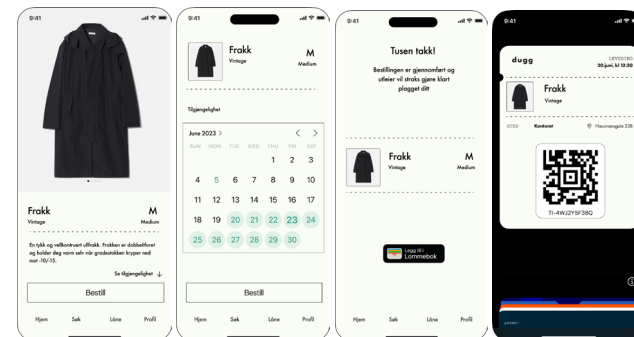 9:41
Frakk
M
Vintage
Medium
En tykk og vellkontruert ullfrakk. Frakken er dobbeltforet
og holder deg varm selv når gradestokken kryper ned
mot -10/-15.
Se tilgjengelighet ↓
Bestill
Hjem Søk Låne Profil
9:41
Frakk
M
Vintage
Medium
Tilgjengelighet
June 2023 > < >
SUN MON TUE WED THU FRI SAT
1 2 3
4 5 6 7 8 9 10
11 12 13 14 15 16 17
18 19 20 21 22 23 24
25 26 27 28 29 30
Bestill
Hjem Søk Låne Profil
9:41
Tusen takk!
Bestillingen er gjennomført og
utleier vil straks gjøre klart
plagget ditt
Frakk
M
Vintage
Medium
Legg til i
Lommebok
Hjem Søk Låne Profil
9:41
dugg
LEVERING
20.juni, kl 12:30
Frakk
Vintage
STED Kontoret
TI-4WJ2Y5F38Q